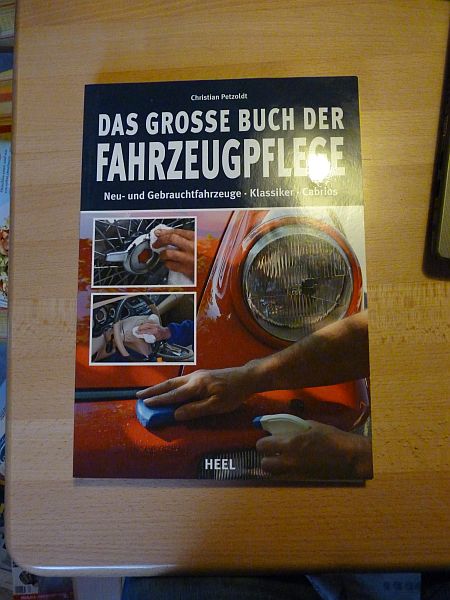 Christian Petzoldt
DAS GROSSE BUCH DER
FAHRZEUGPFLEGE
Neu- und Gebrauchtfahrzeuge · Klassiker · Cabrios
HEEL